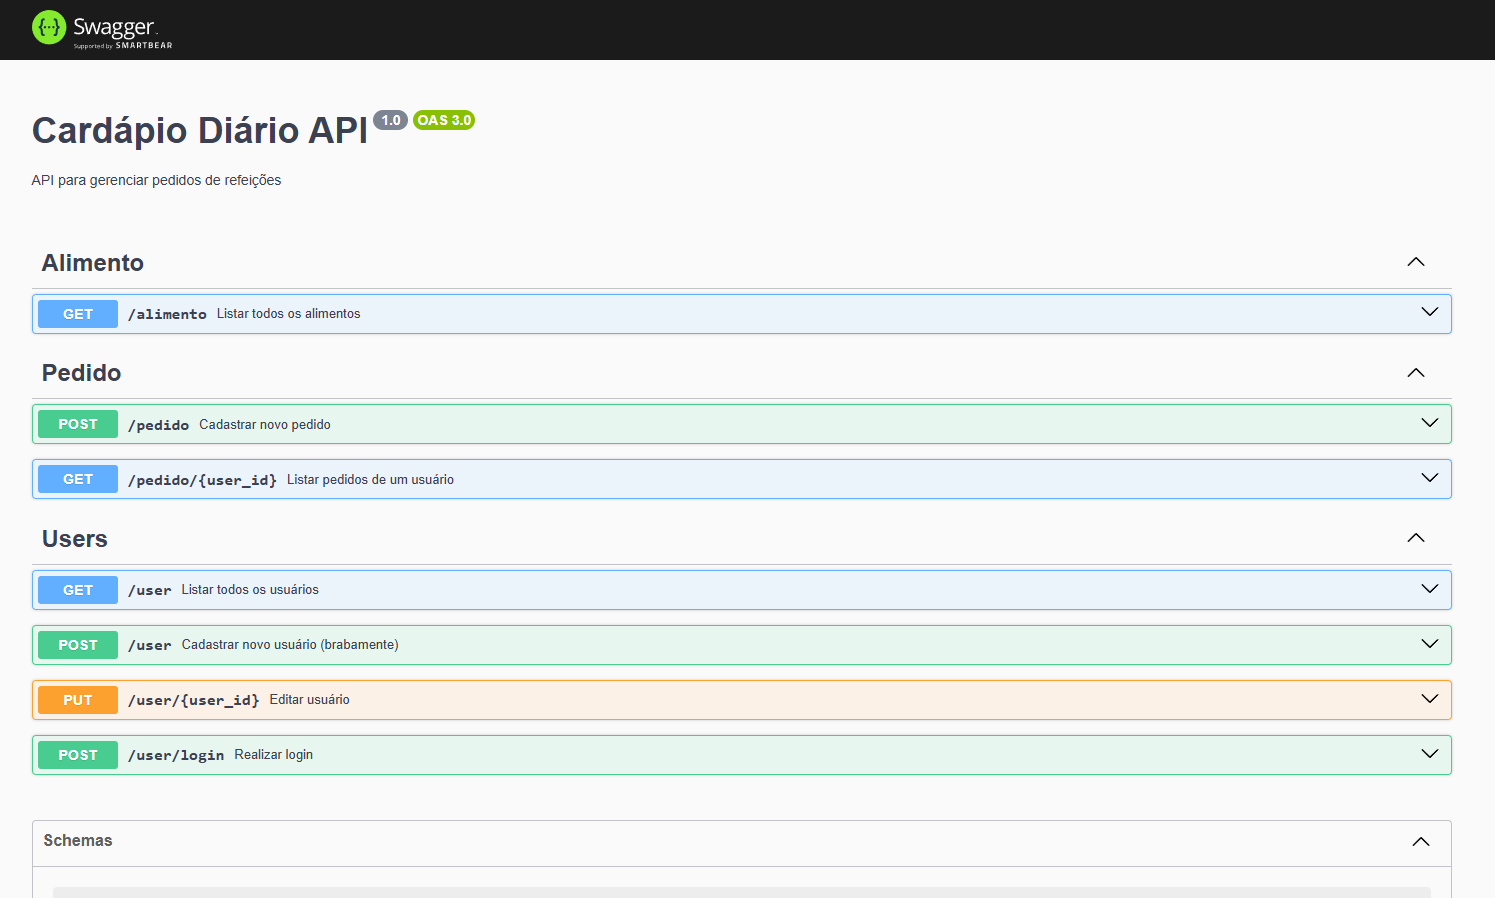 Swagger
Supported by SMARTBEAR
Cardápio Diário API 1.0 OAS 3.0
API para gerenciar pedidos de refeições
Alimento
GET /alimento Listar todos os alimentos
Pedido
POST /pedido Cadastrar novo pedido
GET /pedido/{user_id} Listar pedidos de um usuário
Users
GET /user Listar todos os usuários
POST /user Cadastrar novo usuário (brabamente)
PUT /user/{user_id} Editar usuário
POST /user/login Realizar login
Schemas